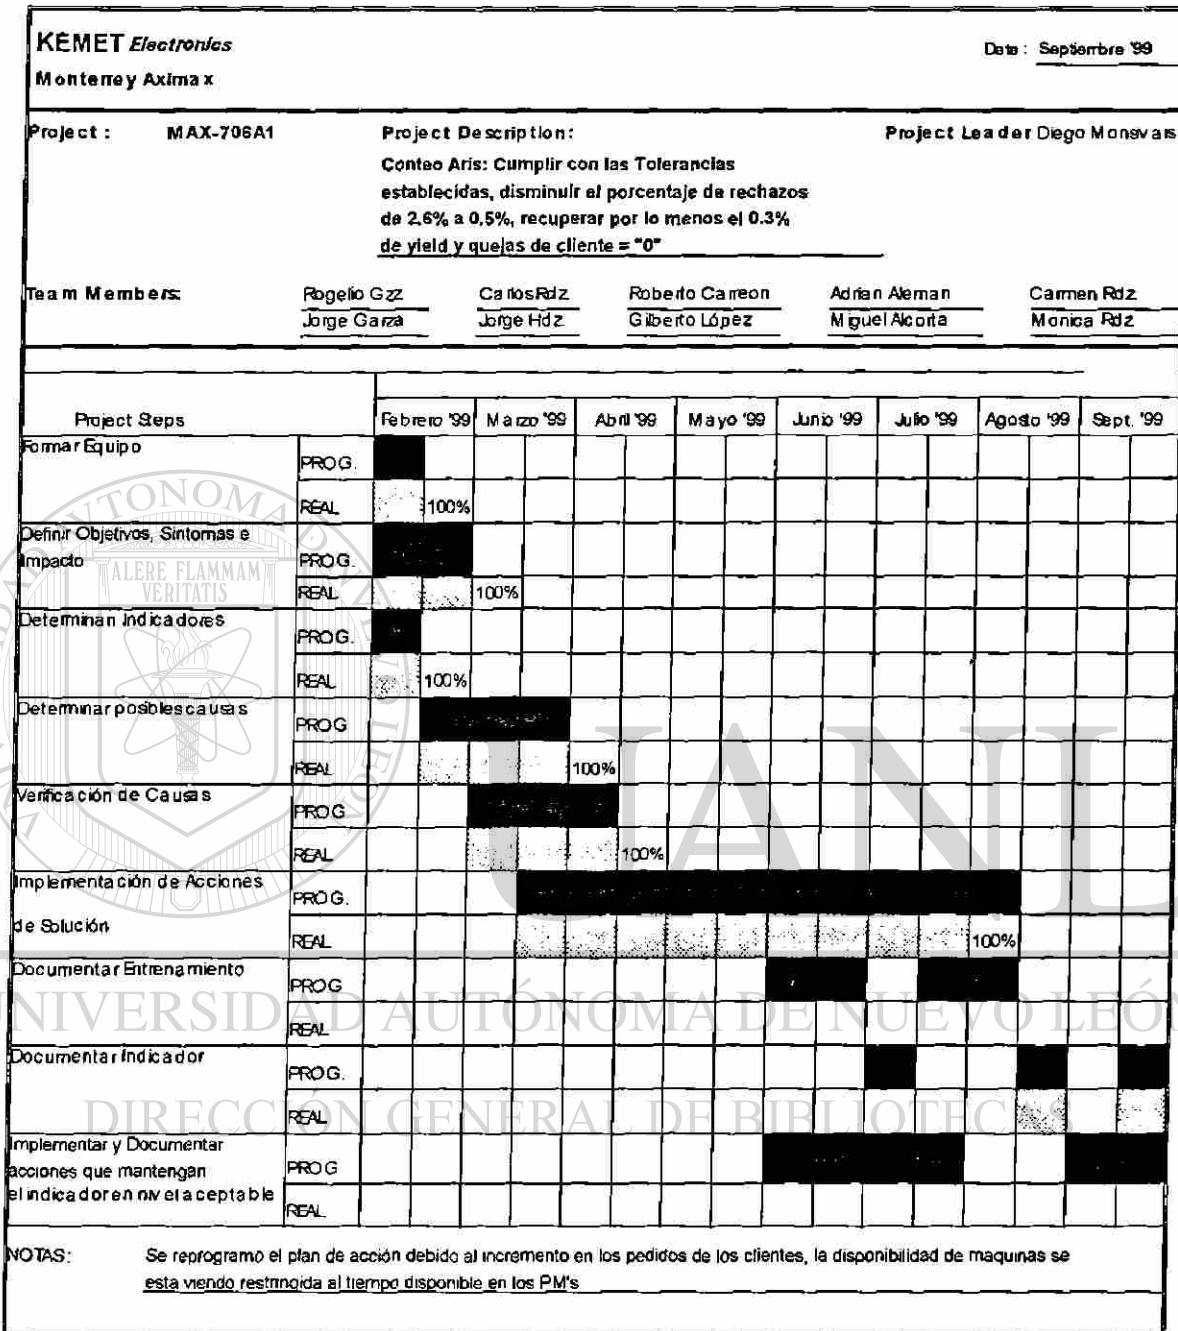 KEMET Electronics
Date: Septiembre '99
Monterrey Aximax
Project: MAX-706A1 Project Description: Project Leader Diego Monsvais
Conteo Aris: Cumplir con las Tolerancias
establecidas, disminuir el porcentaje de rechazos
de 2.6% a 0.5%, recuperar por lo menos el 0.3%
de yield y quejas de cliente = "0"
Team Members: Rogelio Gzz Carlos Rdz Roberto Carreon Adrian Aleman Carmen Rdz
Jorge Garza Jorge Hdz Gilberto López Miguel Alcorta Monica Rdz
Project Steps Febrero '99 Marzo '99 Abril '99 Mayo '99 Junio '99 Julio '99 Agosto '99 Sept. '99
Formar Equipo
PROG.
REAL 100%
Definir Objetivos, Sintomas e
Impacto PROG.
REAL 100%
Determinan Indicadores
PROG.
REAL 100%
Determinar posibles causas
PROG
REAL 100%
Verificación de Causas
PROG
REAL 100%
Implementación de Acciones
PROG.
de Solución
REAL 100%
Documentar Entrenamiento
PROG
REAL
Documentar Indicador
PROG.
REAL
Implementar y Documentar
acciones que mantengan PROG
el indicador en nivel aceptable
REAL
NOTAS: Se reprogramo el plan de acción debido al incremento en los pedidos de los clientes, la disponibilidad de maquinas se
esta viendo restringida al tiempo disponible en los PM's
ALERE FLAMMAM
VERITATIS
UANL
UNIVERSIDAD AUTÓNOMA DE NUEVO LEÓN
DIRECCIÓN GENERAL DE BIBLIOTECAS